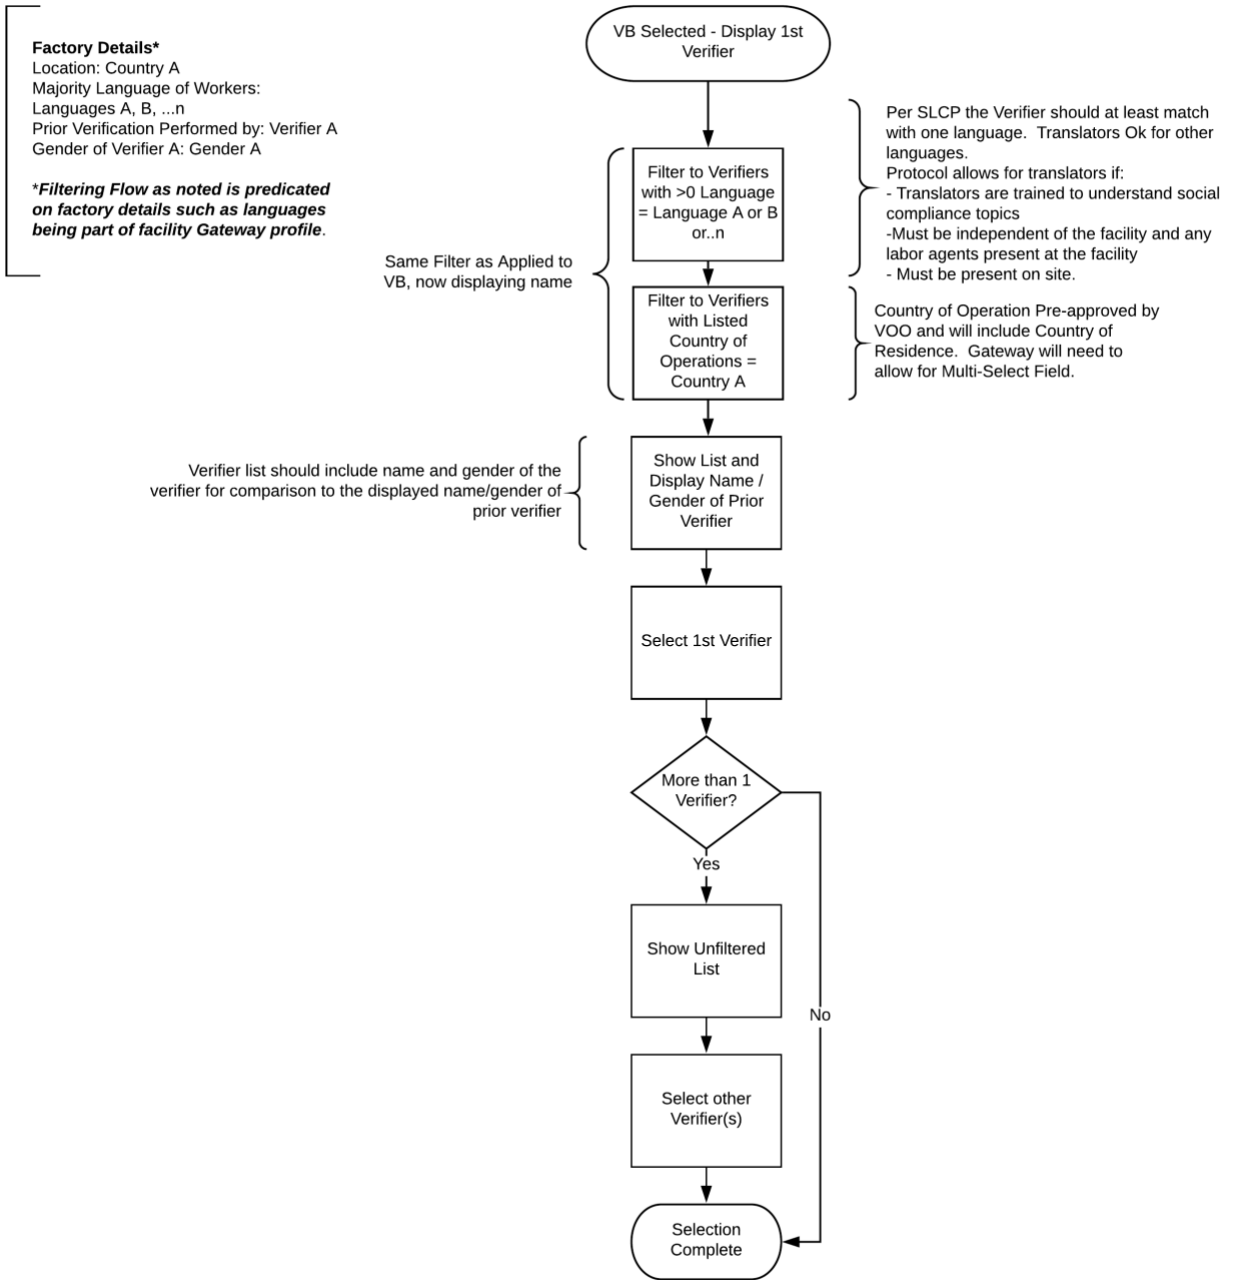 Factory Details*
Location: Country A
Majority Language of Workers:
Languages A, B, ...n
Prior Verification Performed by: Verifier A
Gender of Verifier A: Gender A
*Filtering Flow as noted is predicated
on factory details such as languages
being part of facility Gateway profile.
VB Selected - Display 1st
Verifier
Filter to Verifiers
with >0 Language
= Language A or B
or..n
Per SLCP the Verifier should at least match
with one language.  Translators Ok for other
languages.
Protocol allows for translators if:
- Translators are trained to understand social
compliance topics
-Must be independent of the facility and any
labor agents present at the facility
- Must be present on site.
Same Filter as Applied to
VB, now displaying name
Filter to Verifiers
with Listed
Country of
Operations =
Country A
Country of Operation Pre-approved by
VOO and will include Country of
Residence.  Gateway will need to
allow for Multi-Select Field.
Verifier list should include name and gender of the
verifier for comparison to the displayed name/gender of
prior verifier
Show List and
Display Name /
Gender of Prior
Verifier
Select 1st Verifier
More than 1
Verifier?
Yes
Show Unfiltered
List
No
Select other
Verifier(s)
Selection
Complete